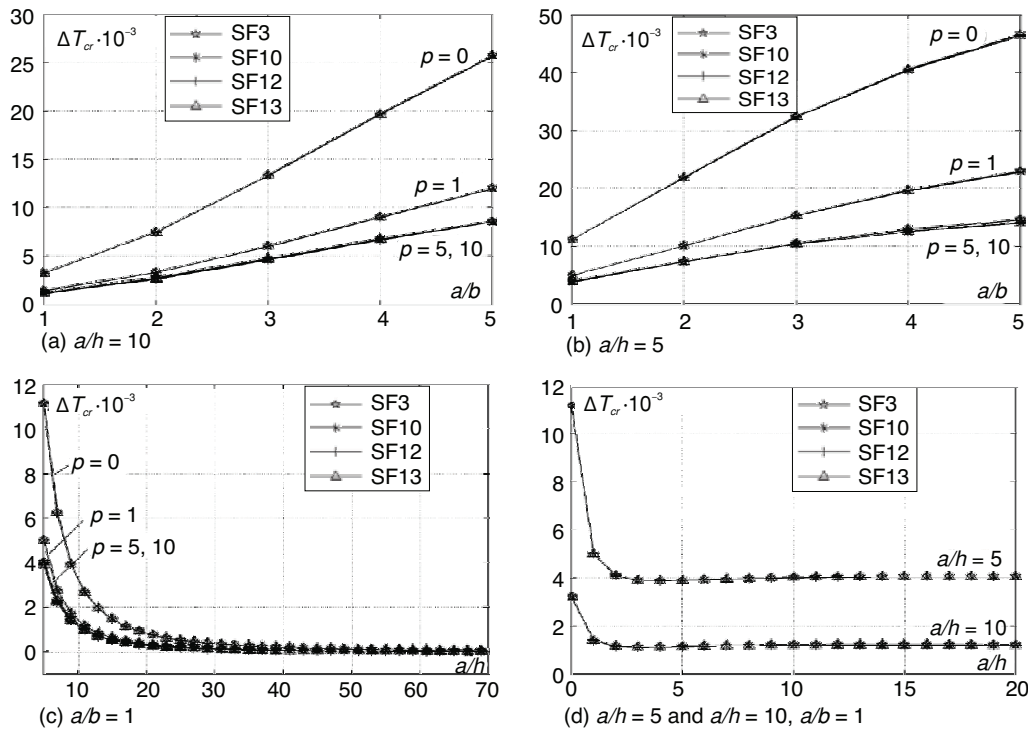 30
25
20
15
10
5
0
ΔT_cr·10⁻³
SF3
SF10
SF12
SF13
p = 0
p = 1
p = 5, 10
a/b
1 2 3 4 5
(a) a/h = 10
50
40
30
20
10
0
ΔT_cr·10⁻³
SF3
SF10
SF12
SF13
p = 0
p = 1
p = 5, 10
a/b
1 2 3 4 5
(b) a/h = 5
12
10
8
6
4
2
0
ΔT_cr·10⁻³
SF3
SF10
SF12
SF13
p = 0
p = 1
p = 5, 10
a/h
10 20 30 40 50 60 70
(c) a/b = 1
12
10
8
6
4
2
0
ΔT_cr·10⁻³
SF3
SF10
SF12
SF13
a/h = 5
a/h = 10
a/h
0 5 10 15 20
(d) a/h = 5 and a/h = 10, a/b = 1